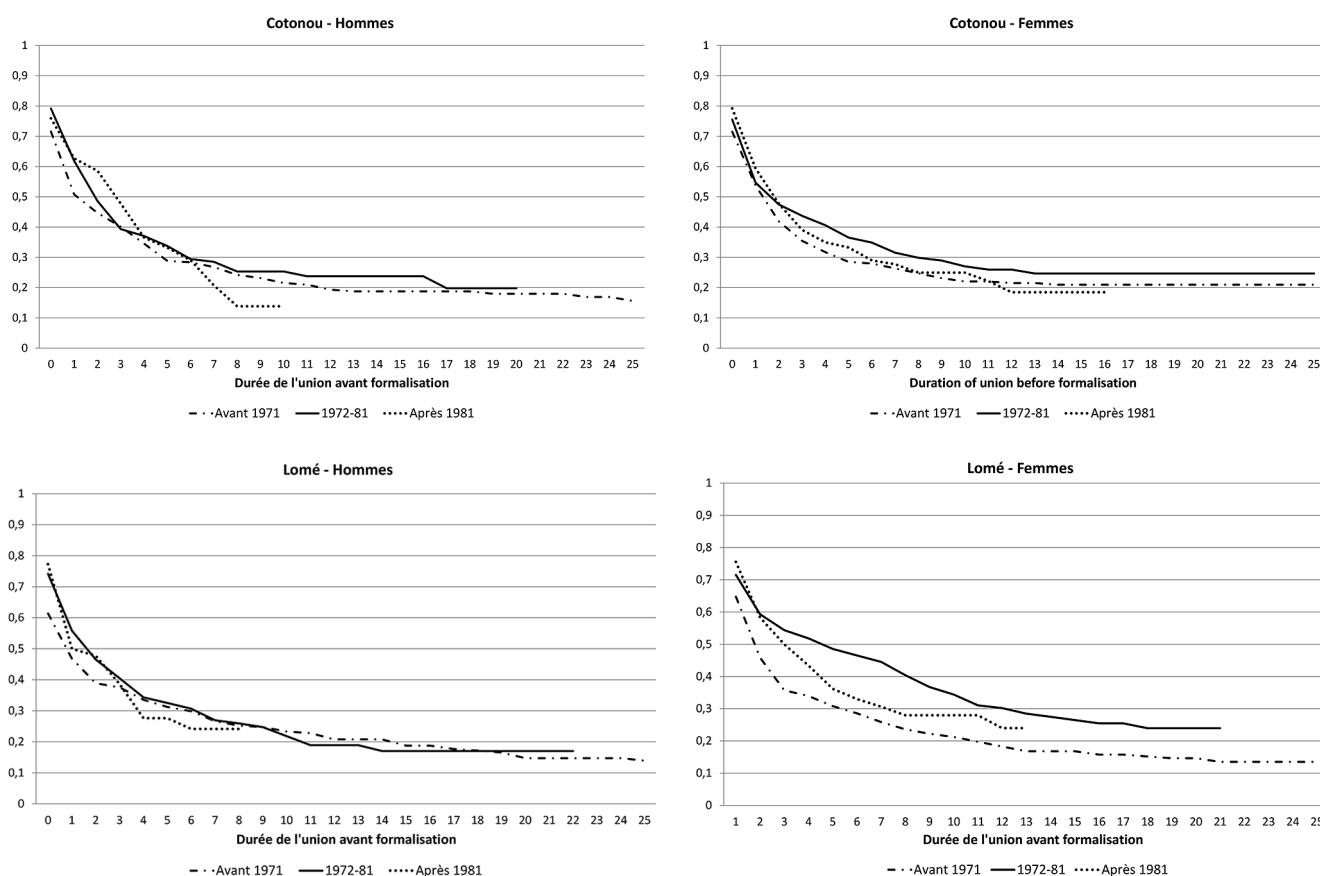 Cotonou - Hommes
1
0,9
0,8
0,7
0,6
0,5
0,4
0,3
0,2
0,1
0
0 1 2 3 4 5 6 7 8 9 10 11 12 13 14 15 16 17 18 19 20 21 22 23 24 25
Durée de l'union avant formalisation
Avant 1971 1972-81 Après 1981
Cotonou - Femmes
1
0,9
0,8
0,7
0,6
0,5
0,4
0,3
0,2
0,1
0
0 1 2 3 4 5 6 7 8 9 10 11 12 13 14 15 16 17 18 19 20 21 22 23 24 25
Duration of union before formalisation
Avant 1971 1972-81 Après 1981
Lomé - Hommes
1
0,9
0,8
0,7
0,6
0,5
0,4
0,3
0,2
0,1
0
0 1 2 3 4 5 6 7 8 9 10 11 12 13 14 15 16 17 18 19 20 21 22 23 24 25
Durée de l'union avant formalisation
Avant 1971 1972-81 Après 1981
Lomé - Femmes
1
0,9
0,8
0,7
0,6
0,5
0,4
0,3
0,2
0,1
0
1 2 3 4 5 6 7 8 9 10 11 12 13 14 15 16 17 18 19 20 21 22 23 24 25
Durée de l'union avant formalisation
Avant 1971 1972-81 Après 1981